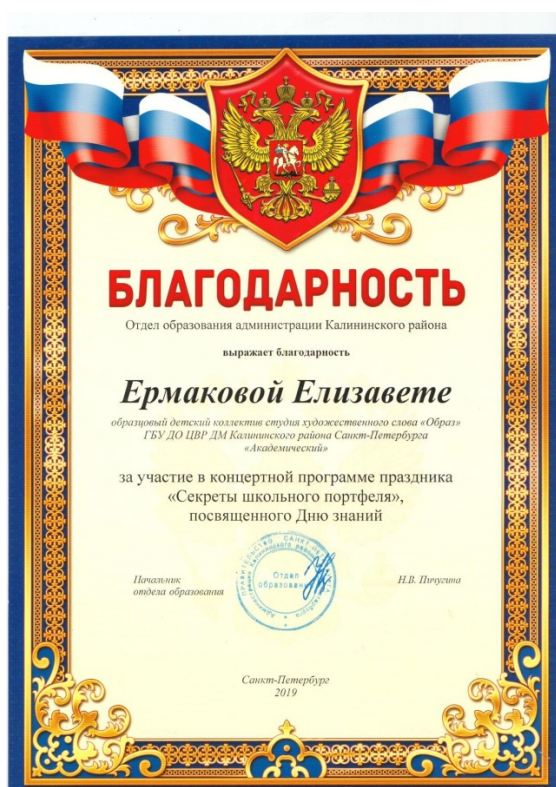 БЛАГОДАРНОСТЬ
Отдел образования администрации Калининского района
выражает благодарность
Ермаковой Елизавете
образцовый детский коллектив студия художественного слова «Образ»
ГБУ ДО ЦВР ДМ Калининского района Санкт-Петербурга
«Академический»
за участие в концертной программе праздника
«Секреты школьного портфеля»,
посвященного Дню знаний
Начальник
отдела образования
Отдел
образования
Н.В. Пичугина
Санкт-Петербург
2019